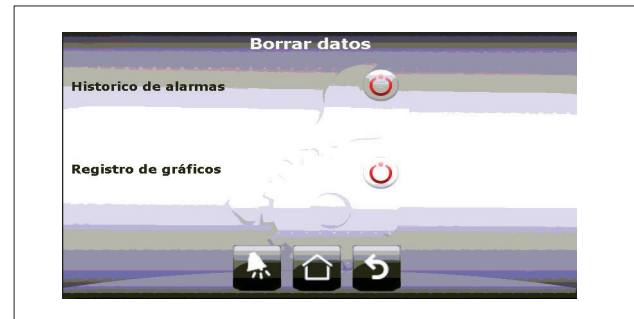 Borrar datos
Historico de alarmas
Registro de gráficos